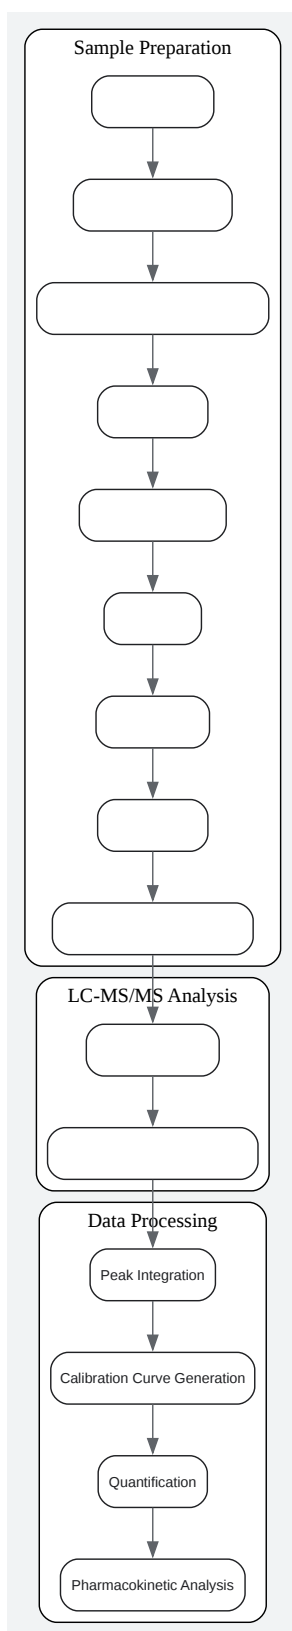 Sample Preparation
LC-MS/MS Analysis
Data Processing
Peak Integration
Calibration Curve Generation
Quantification
Pharmacokinetic Analysis